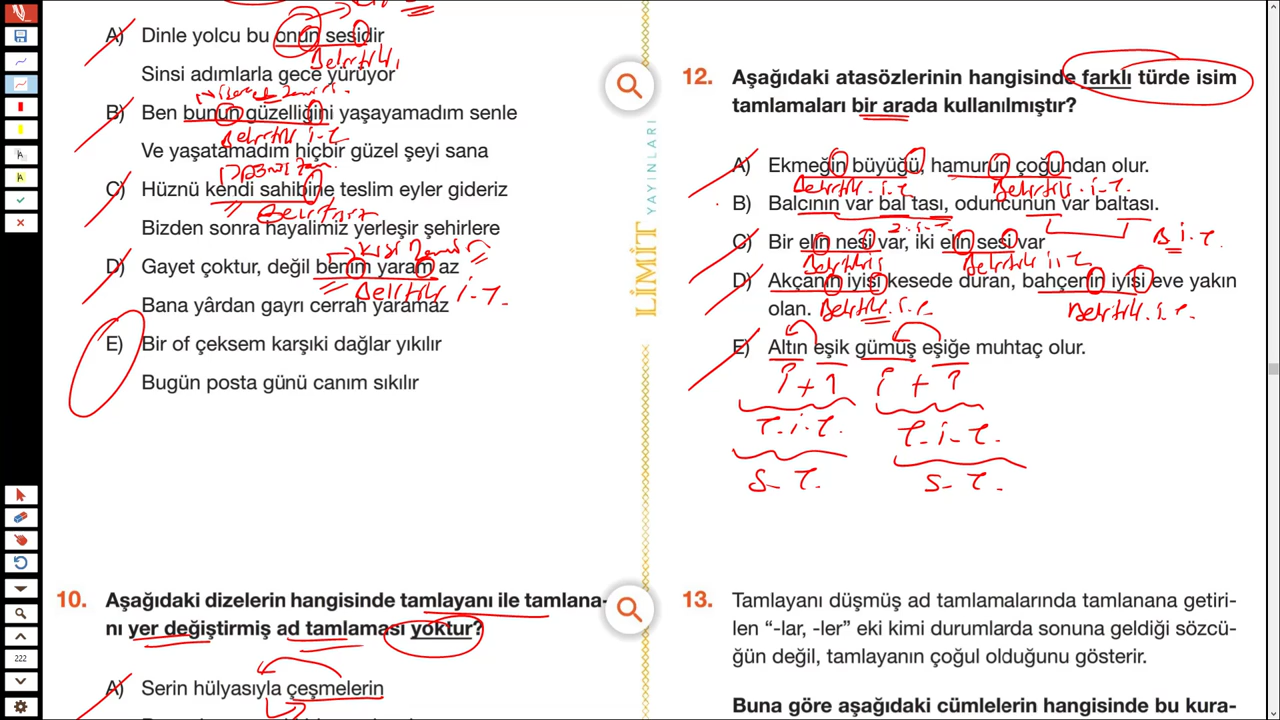 A) Dinle yolcu bu onun sesidir
Belirtili
Sinsi adımlarla gece yürüyor
B) Ben bunun güzelliğini yaşayamadım senle
Belirtili i.t
Ve yaşatamadım hiçbir güzel şeyi sana
C) Hüznü kendi sahibine teslim eyler gideriz
Bizden sonra hayalimiz yerleşir şehirlere
D) Gayet çoktur, değil benim yaram az
Belirtili i.T.
Bana yârdan gayrı cerrah yaramaz
E) Bir of çeksem karşıki dağlar yıkılır
Bugün posta günü canım sıkılır
10. Aşağıdaki dizelerin hangisinde tamlayanı ile tamlana-
nı yer değiştirmiş ad tamlaması yoktur?
A) Serin hülyasıyla çeşmelerin
LİMİT YAYINLARI
12. Aşağıdaki atasözlerinin hangisinde farklı türde isim
tamlamaları bir arada kullanılmıştır?
A) Ekmeğin büyüğü, hamurun çoğundan olur.
Belirtili.i.T. Belirtili.i.T.
B) Balcının var bal tası, oduncunun var baltası.
B i.T.
C) Bir elin nesi var, iki elin sesi var
Belirtili Belirtili i.T.
D) Akçanın iyisi kesede duran, bahçenin iyisi eve yakın
olan. Belirtili.i.T. Belirtili.i.T.
E) Altın eşik gümüş eşiğe muhtaç olur.
i + i i + i
T.i.T. T.i.T.
S.T. S.T.
13. Tamlayanı düşmüş ad tamlamalarında tamlanana getiri-
len “-lar, -ler” eki kimi durumlarda sonuna geldiği sözcü-
ğün değil, tamlayanın çoğul olduğunu gösterir.
Buna göre aşağıdaki cümlelerin hangisinde bu kura-
222